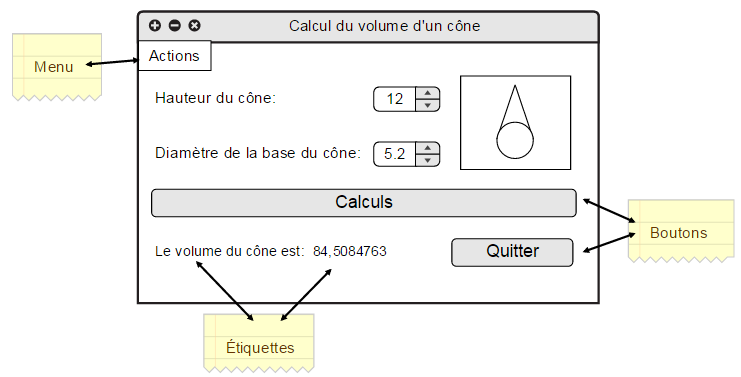 Calcul du volume d'un cône
Menu
Actions
Hauteur du cône:
12
Diamètre de la base du cône:
5.2
Calculs
Boutons
Le volume du cône est: 84,5084763
Quitter
Étiquettes